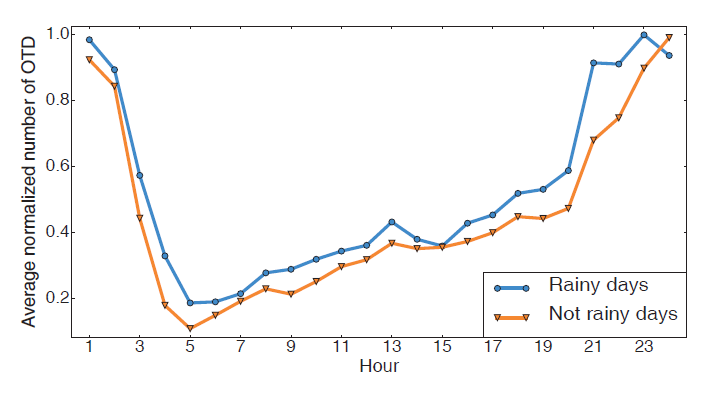 Average normalized number of OTD
1.0
0.8
0.6
0.4
0.2
1 3 5 7 9 11 13 15 17 19 21 23
Hour
Rainy days
Not rainy days